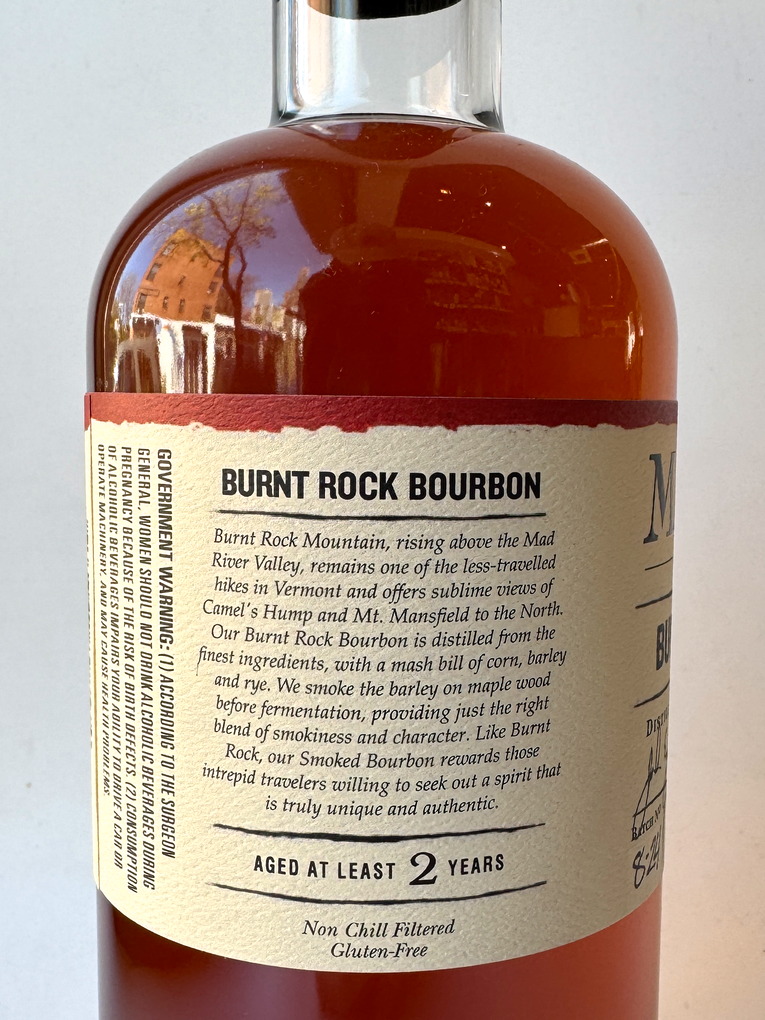 BURNT ROCK BOURBON
Burnt Rock Mountain, rising above the Mad
River Valley, remains one of the less-travelled
hikes in Vermont and offers sublime views of
Camel's Hump and Mt. Mansfield to the North.
Our Burnt Rock Bourbon is distilled from the
finest ingredients, with a mash bill of corn, barley
and rye. We smoke the barley on maple wood
before fermentation, providing just the right
blend of smokiness and character. Like Burnt
Rock, our Smoked Bourbon rewards those
intrepid travelers willing to seek out a spirit that
is truly unique and authentic.
AGED AT LEAST 2 YEARS
Non Chill Filtered
Gluten-Free
GOVERNMENT WARNING: (1) ACCORDING TO THE SURGEON
GENERAL, WOMEN SHOULD NOT DRINK ALCOHOLIC BEVERAGES DURING
PREGNANCY BECAUSE OF THE RISK OF BIRTH DEFECTS. (2) CONSUMPTION
OF ALCOHOLIC BEVERAGES IMPAIRS YOUR ABILITY TO DRIVE A CAR OR
OPERATE MACHINERY, AND MAY CAUSE HEALTH PROBLEMS.
M
BU
DIST
BATCH NO